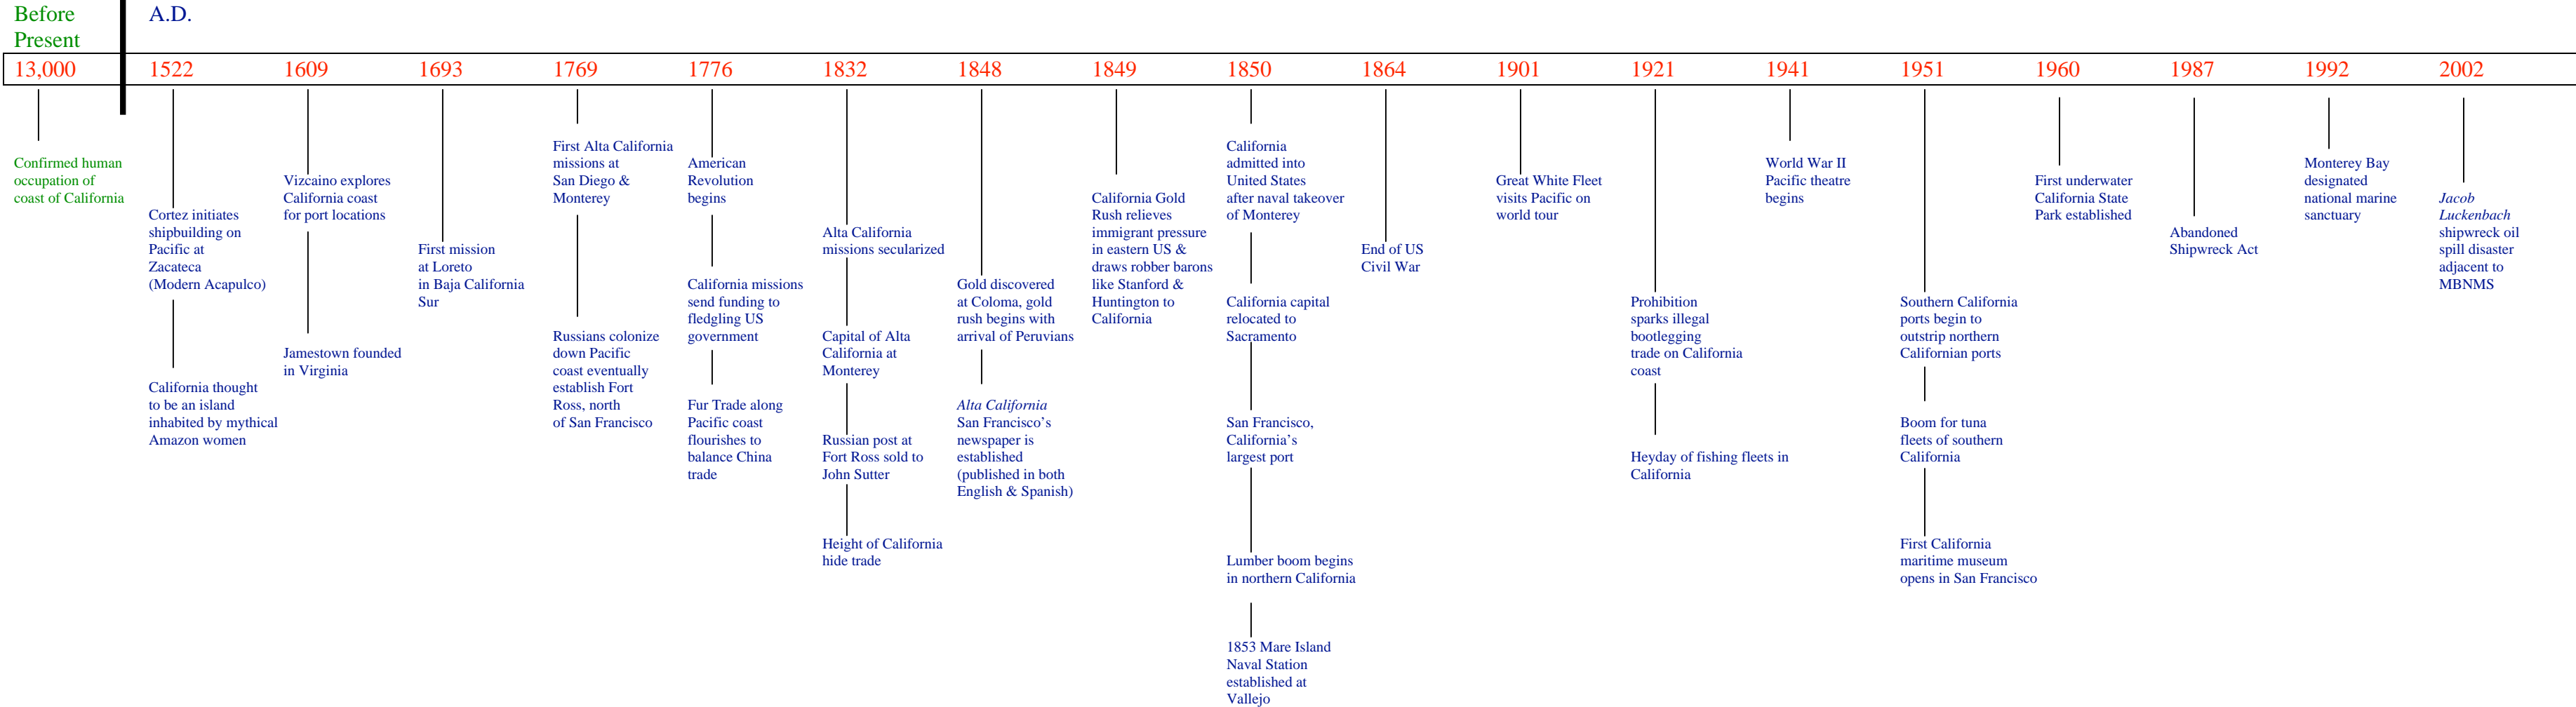 Before
Present
A.D.
13,000
1522
1609
1693
1769
1776
1832
1848
1849
1850
1864
1901
1921
1941
1951
1960
1987
1992
2002
Confirmed human
occupation of
coast of California
Cortez initiates
shipbuilding on
Pacific at
Zacateca
(Modern Acapulco)
California thought
to be an island
inhabited by mythical
Amazon women
Vizcaino explores
California coast
for port locations
Jamestown founded
in Virginia
First mission
at Loreto
in Baja California
Sur
First Alta California
missions at
San Diego &
Monterey
Russians colonize
down Pacific
coast eventually
establish Fort
Ross, north
of San Francisco
American
Revolution
begins
California missions
send funding to
fledgling US
government
Fur Trade along
Pacific coast
flourishes to
balance China
trade
Alta California
missions secularized
Capital of Alta
California at
Monterey
Russian post at
Fort Ross sold to
John Sutter
Height of California
hide trade
Gold discovered
at Coloma, gold
rush begins with
arrival of Peruvians
Alta California
San Francisco’s
newspaper is
established
(published in both
English & Spanish)
California Gold
Rush relieves
immigrant pressure
in eastern US &
draws robber barons
like Stanford &
Huntington to
California
California
admitted into
United States
after naval takeover
of Monterey
California capital
relocated to
Sacramento
San Francisco,
California’s
largest port
Lumber boom begins
in northern California
1853 Mare Island
Naval Station
established at
Vallejo
End of US
Civil War
Great White Fleet
visits Pacific on
world tour
Prohibition
sparks illegal
bootlegging
trade on California
coast
Heyday of fishing fleets in
California
World War II
Pacific theatre
begins
Southern California
ports begin to
outstrip northern
Californian ports
Boom for tuna
fleets of southern
California
First California
maritime museum
opens in San Francisco
First underwater
California State
Park established
Abandoned
Shipwreck Act
Monterey Bay
designated
national marine
sanctuary
Jacob
Luckenbach
shipwreck oil
spill disaster
adjacent to
MBNMS